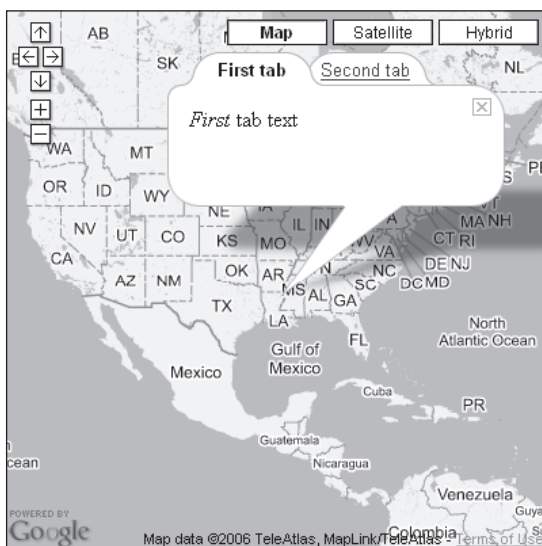 Map Satellite Hybrid
AB
SK
First tab Second tab
NL
First tab text
WA
MT
OR
ID
WY
NE
IA
IL
IN
NV
UT
CO
KS
MO
WV
VA
MA NH
CT RI
CA
AZ
NM
OK
AR
NC
DE NJ
TX
MS
AL
GA
SC
DC MD
LA
FL
North
Atlantic Ocean
Gulf of
Mexico
Mexico
Cuba
PR
Guatemala
Nicaragua
Venezuela
Colombia
POWERED BY
Google
Map data ©2006 TeleAtlas, MapLink/TeleAtlas - Terms of Use